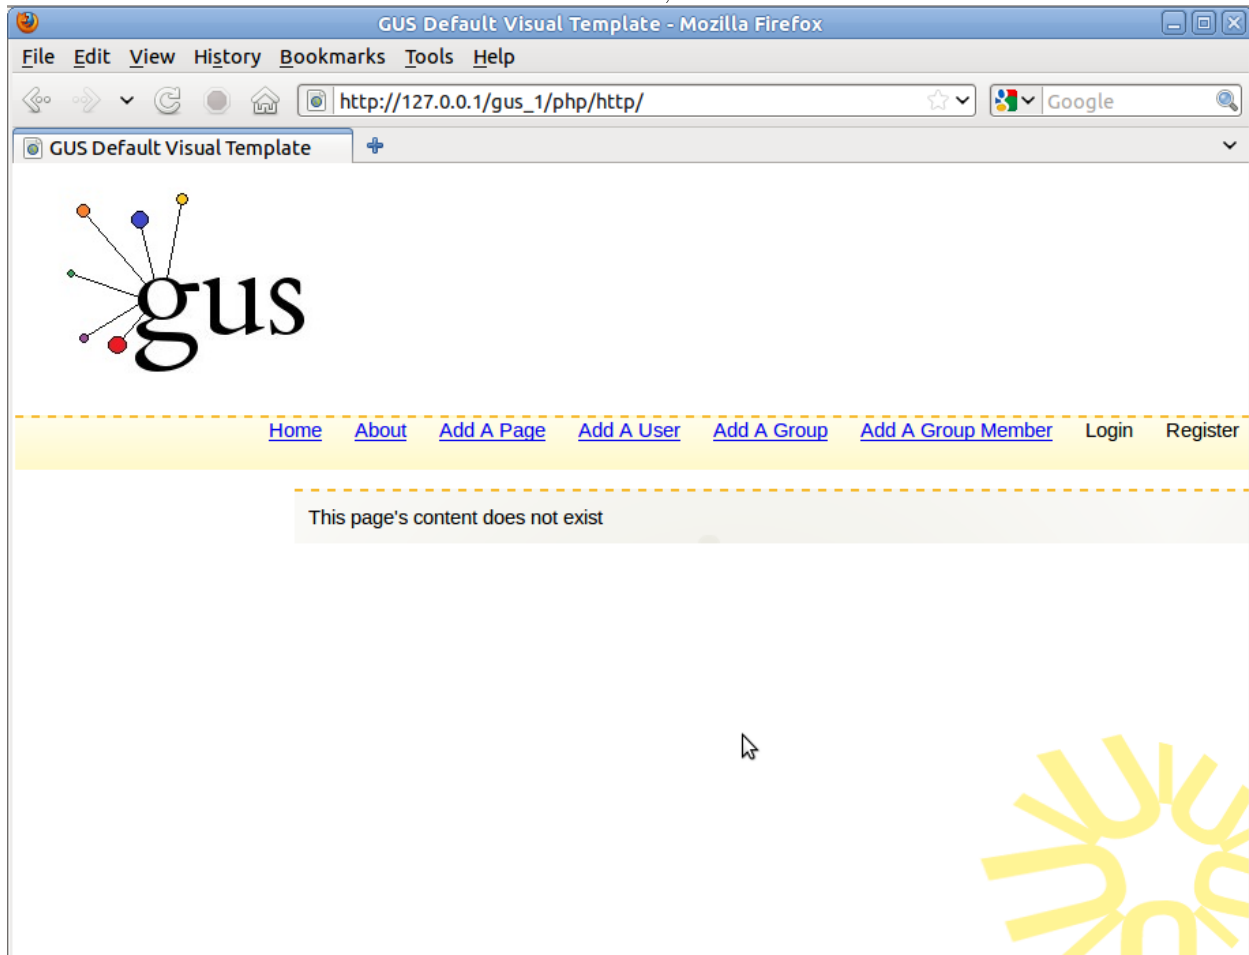 GUS Default Visual Template - Mozilla Firefox
File Edit View History Bookmarks Tools Help
http://127.0.0.1/gus_1/php/http/ Google
GUS Default Visual Template
gus
Home About Add A Page Add A User Add A Group Add A Group Member Login Register
This page's content does not exist